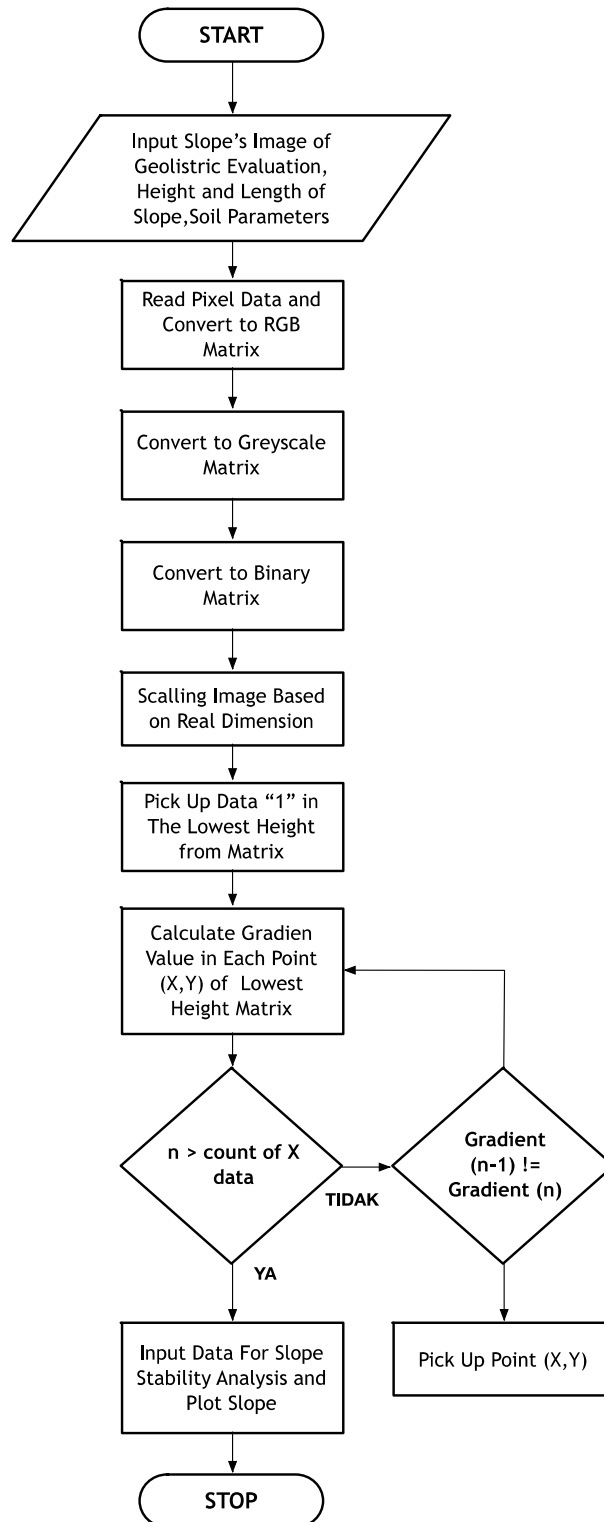 START
Input Slope’s Image of
Geolistric Evaluation,
Height and Length of
Slope,Soil Parameters
Read Pixel Data and
Convert to RGB
Matrix
Convert to Greyscale
Matrix
Convert to Binary
Matrix
Scalling Image Based
on Real Dimension
Pick Up Data “1” in
The Lowest Height
from Matrix
Calculate Gradien
Value in Each Point
(X,Y) of Lowest
Height Matrix
n > count of X
data
TIDAK
Gradient
(n-1) !=
Gradient (n)
YA
Input Data For Slope
Stability Analysis and
Plot Slope
Pick Up Point (X,Y)
STOP